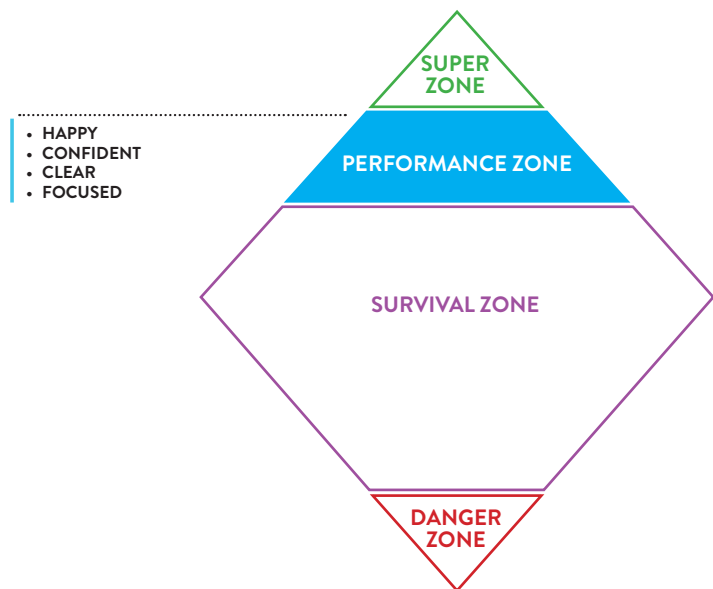 SUPER
ZONE
• HAPPY
• CONFIDENT
• CLEAR
• FOCUSED
PERFORMANCE ZONE
SURVIVAL ZONE
DANGER
ZONE